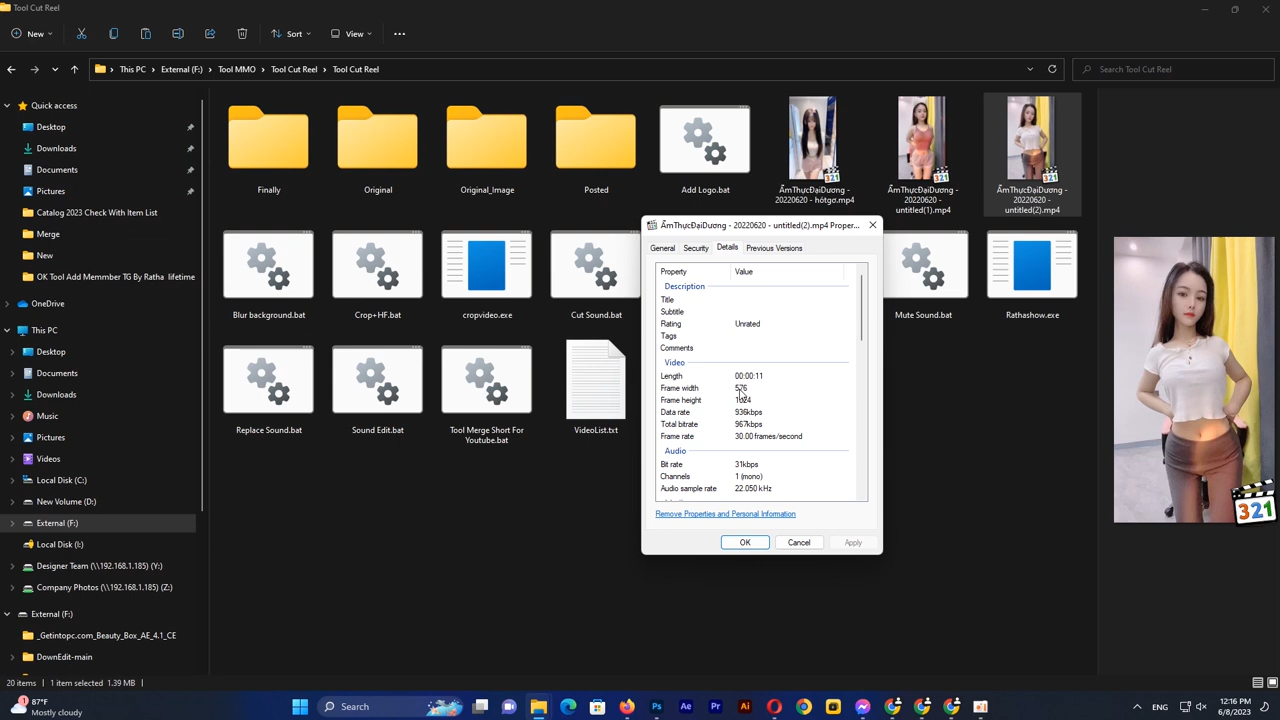 Tool Cut Reel
New
Sort
View
This PC
External (F:)
Tool MMO
Tool Cut Reel
Tool Cut Reel
Search Tool Cut Reel
Quick access
Desktop
Downloads
Documents
Pictures
Catalog 2023 Check With Item List
Merge
New
OK Tool Add Memmber TG By Ratha lifetime
OneDrive
This PC
Desktop
Documents
Downloads
Music
Pictures
Videos
Local Disk (C:)
New Volume (D:)
External (F:)
Local Disk (I:)
Designer Team (\\192.168.1.185) (Y:)
Company Photos (\\192.168.1.185) (Z:)
External (F:)
_Getintopc.com_Beauty_Box_AE_4.1_CE
DownEdit-main
Finally
Original
Original_Image
Posted
Add Logo.bat
ẨmThựcĐạiDương -
20220620 - hótgơ.mp4
ẨmThựcĐạiDương -
20220620 -
untitled(1).mp4
ẨmThựcĐạiDương -
20220620 -
untitled(2).mp4
Blur background.bat
Crop+HF.bat
cropvideo.exe
Cut Sound.bat
Mute Sound.bat
Rathashow.exe
Replace Sound.bat
Sound Edit.bat
Tool Merge Short For
Youtube.bat
VideoList.txt
ẨmThựcĐạiDương - 20220620 - untitled(2).mp4 Proper...
General
Security
Details
Previous Versions
Property Value
Description
Title
Subtitle
Rating Unrated
Tags
Comments
Video
Length 00:00:11
Frame width 576
Frame height 1024
Data rate 936kbps
Total bitrate 967kbps
Frame rate 30.00 frames/second
Audio
Bit rate 31kbps
Channels 1 (mono)
Audio sample rate 22.050 kHz
Remove Properties and Personal Information
OK
Cancel
Apply
321
20 items
1 item selected 1.39 MB
1
87°F
Mostly cloudy
Search
Ps
Ae
Pr
Ai
ENG
12:16 PM
6/8/2023